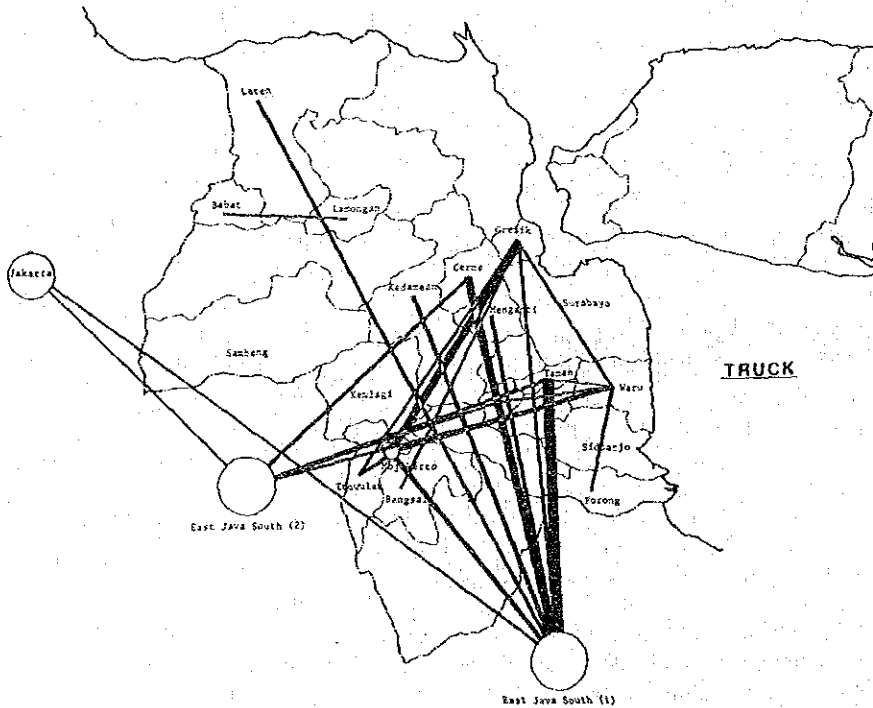 Laren
Babat
Lamongan
Gresik
Jakarta
Cerme
Kedamean
Menganti
Surabaya
Sambeng
Taman
TRUCK
Waru
Kemlagi
Sidoarjo
Mojokerto
Trowulan
Bangsal
Porong
East Java South (2)
East Java South (1)